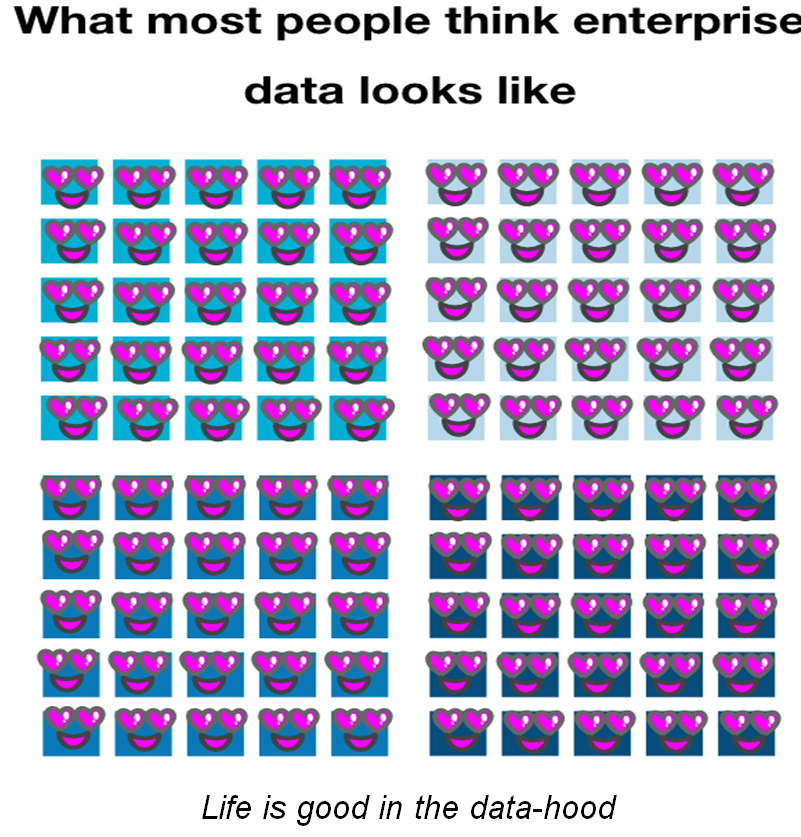 What most people think enterprise
data looks like
Life is good in the data-hood